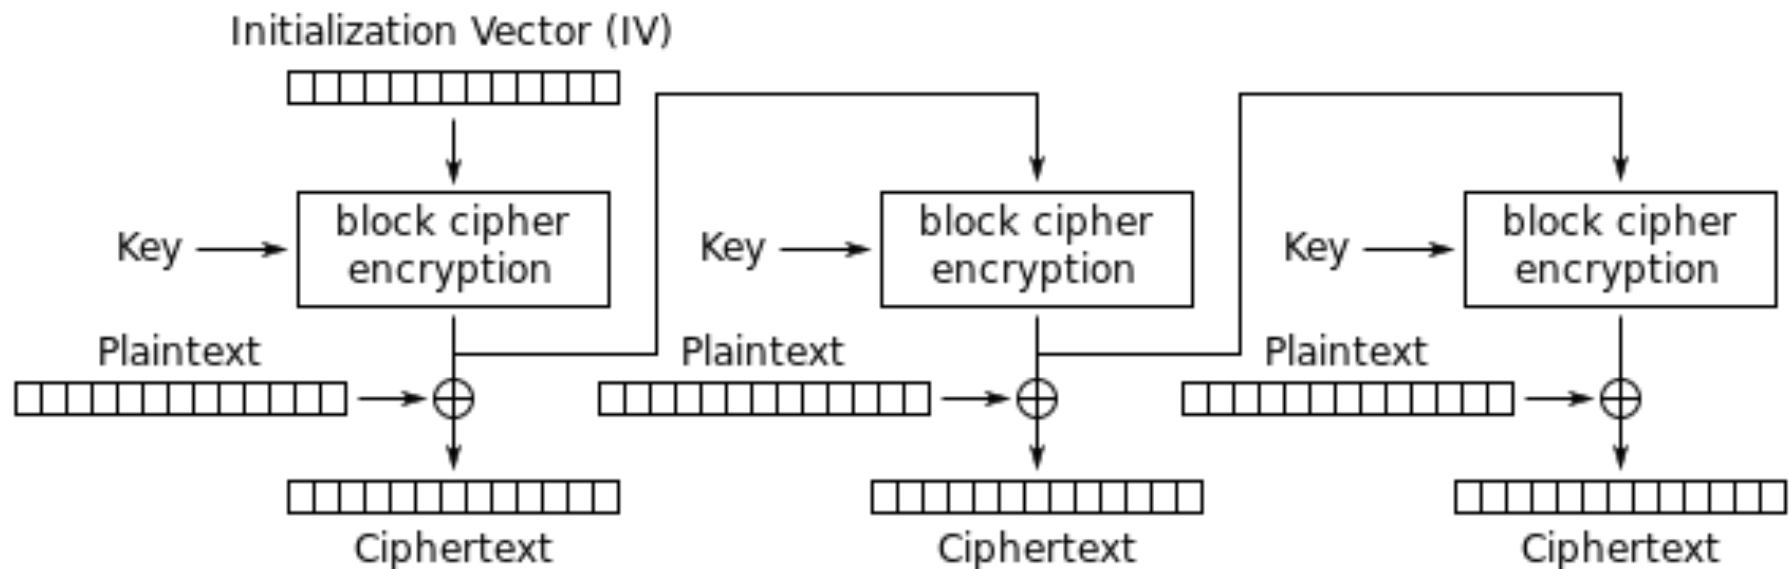 Initialization Vector (IV)
Key
block cipher
encryption
Key
block cipher
encryption
Key
block cipher
encryption
Plaintext
Plaintext
Plaintext
Ciphertext
Ciphertext
Ciphertext